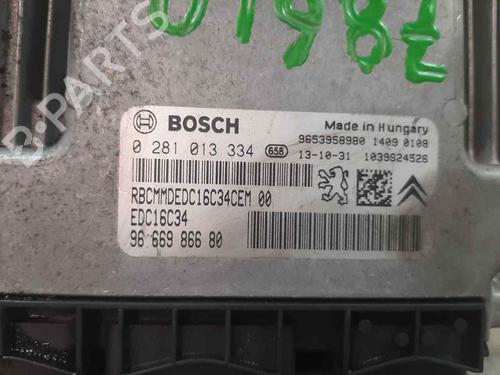 BOSCH
Made in Hungary
9653958980 1409 0108
0 281 013 334 658 13-10-31 1039S24526
RBCMMDEDC16C34CEM 00
EDC16C34
96 669 866 80
B-Parts